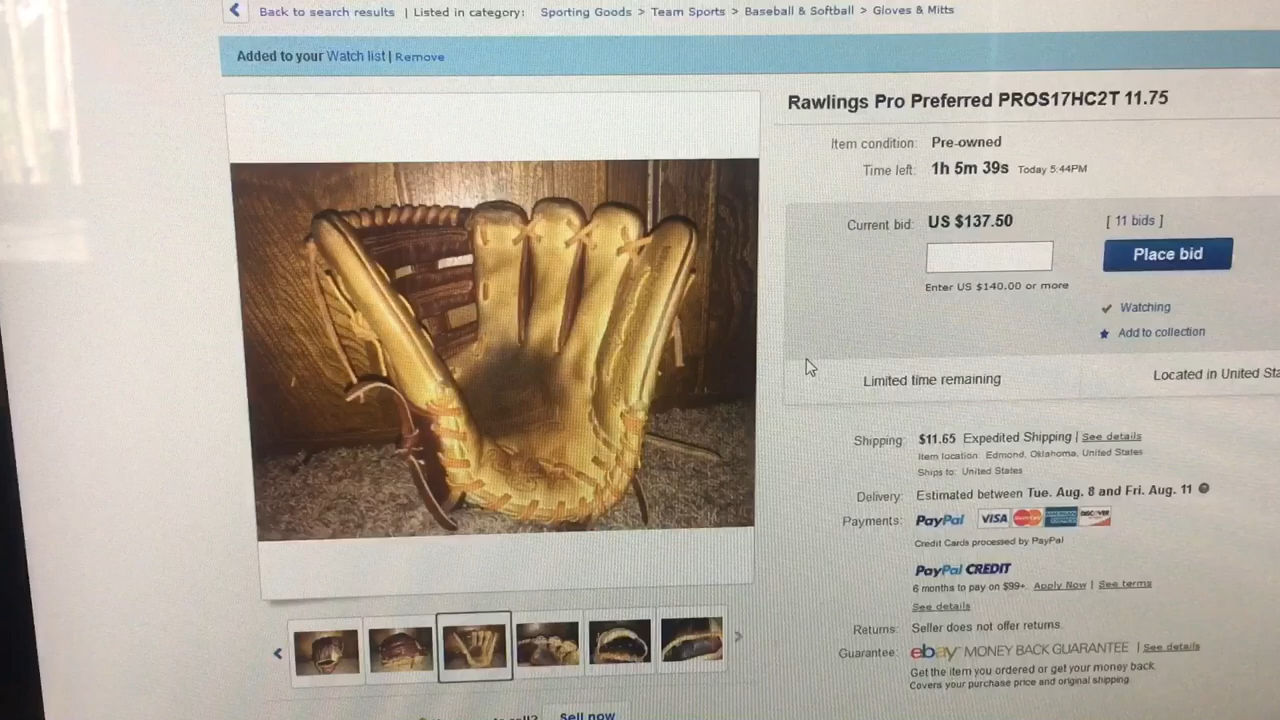 Back to search results | Listed in category: Sporting Goods > Team Sports > Baseball & Softball > Gloves & Mitts
Added to your Watch list | Remove
Rawlings Pro Preferred PROS17HC2T 11.75
Item condition: Pre-owned
Time left: 1h 5m 39s Today 5:44PM
Current bid: US $137.50 [ 11 bids ]
Place bid
Enter US $140.00 or more
Watching
Add to collection
Limited time remaining
Located in United Sta
Shipping: $11.65 Expedited Shipping | See details
Item location: Edmond, Oklahoma, United States
Ships to: United States
Delivery: Estimated between Tue. Aug. 8 and Fri. Aug. 11
Payments: PayPal VISA MasterCard DISCOVER
Credit Cards processed by PayPal
PayPal CREDIT
6 months to pay on $99+. Apply Now | See terms
See details
Returns: Seller does not offer returns.
Guarantee: ebay MONEY BACK GUARANTEE | See details
Get the item you ordered or get your money back.
Covers your purchase price and original shipping.
Sell now